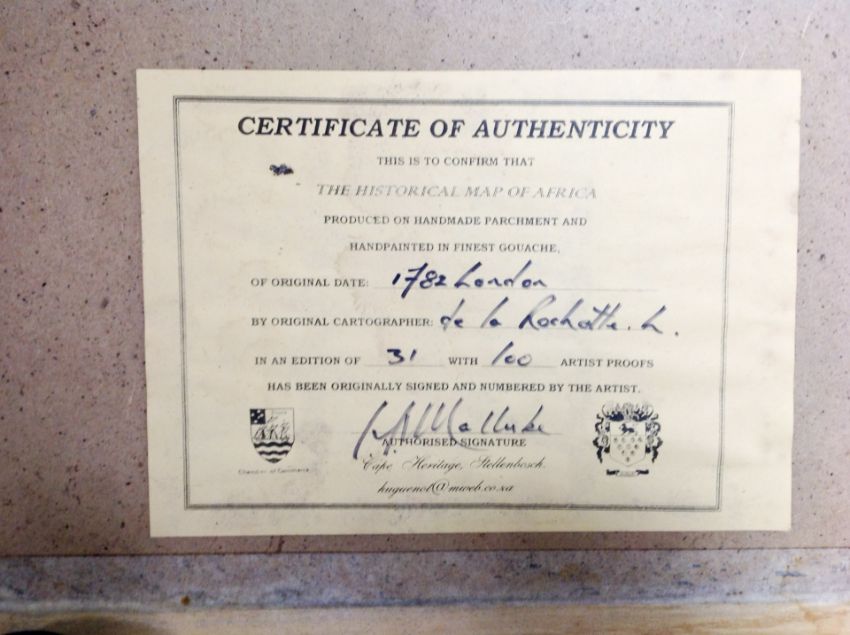 CERTIFICATE OF AUTHENTICITY
THIS IS TO CONFIRM THAT
THE HISTORICAL MAP OF AFRICA
PRODUCED ON HANDMADE PARCHMENT AND
HANDPAINTED IN FINEST GOUACHE,
OF ORIGINAL DATE: 1782 London
BY ORIGINAL CARTOGRAPHER: de la Rochette. L.
IN AN EDITION OF 31 WITH 100 ARTIST PROOFS
HAS BEEN ORIGINALLY SIGNED AND NUMBERED BY THE ARTIST.
AUTHORISED SIGNATURE
Chamber of Commerce
Cape Heritage, Stellenbosch.
hugenot@mweb.co.za